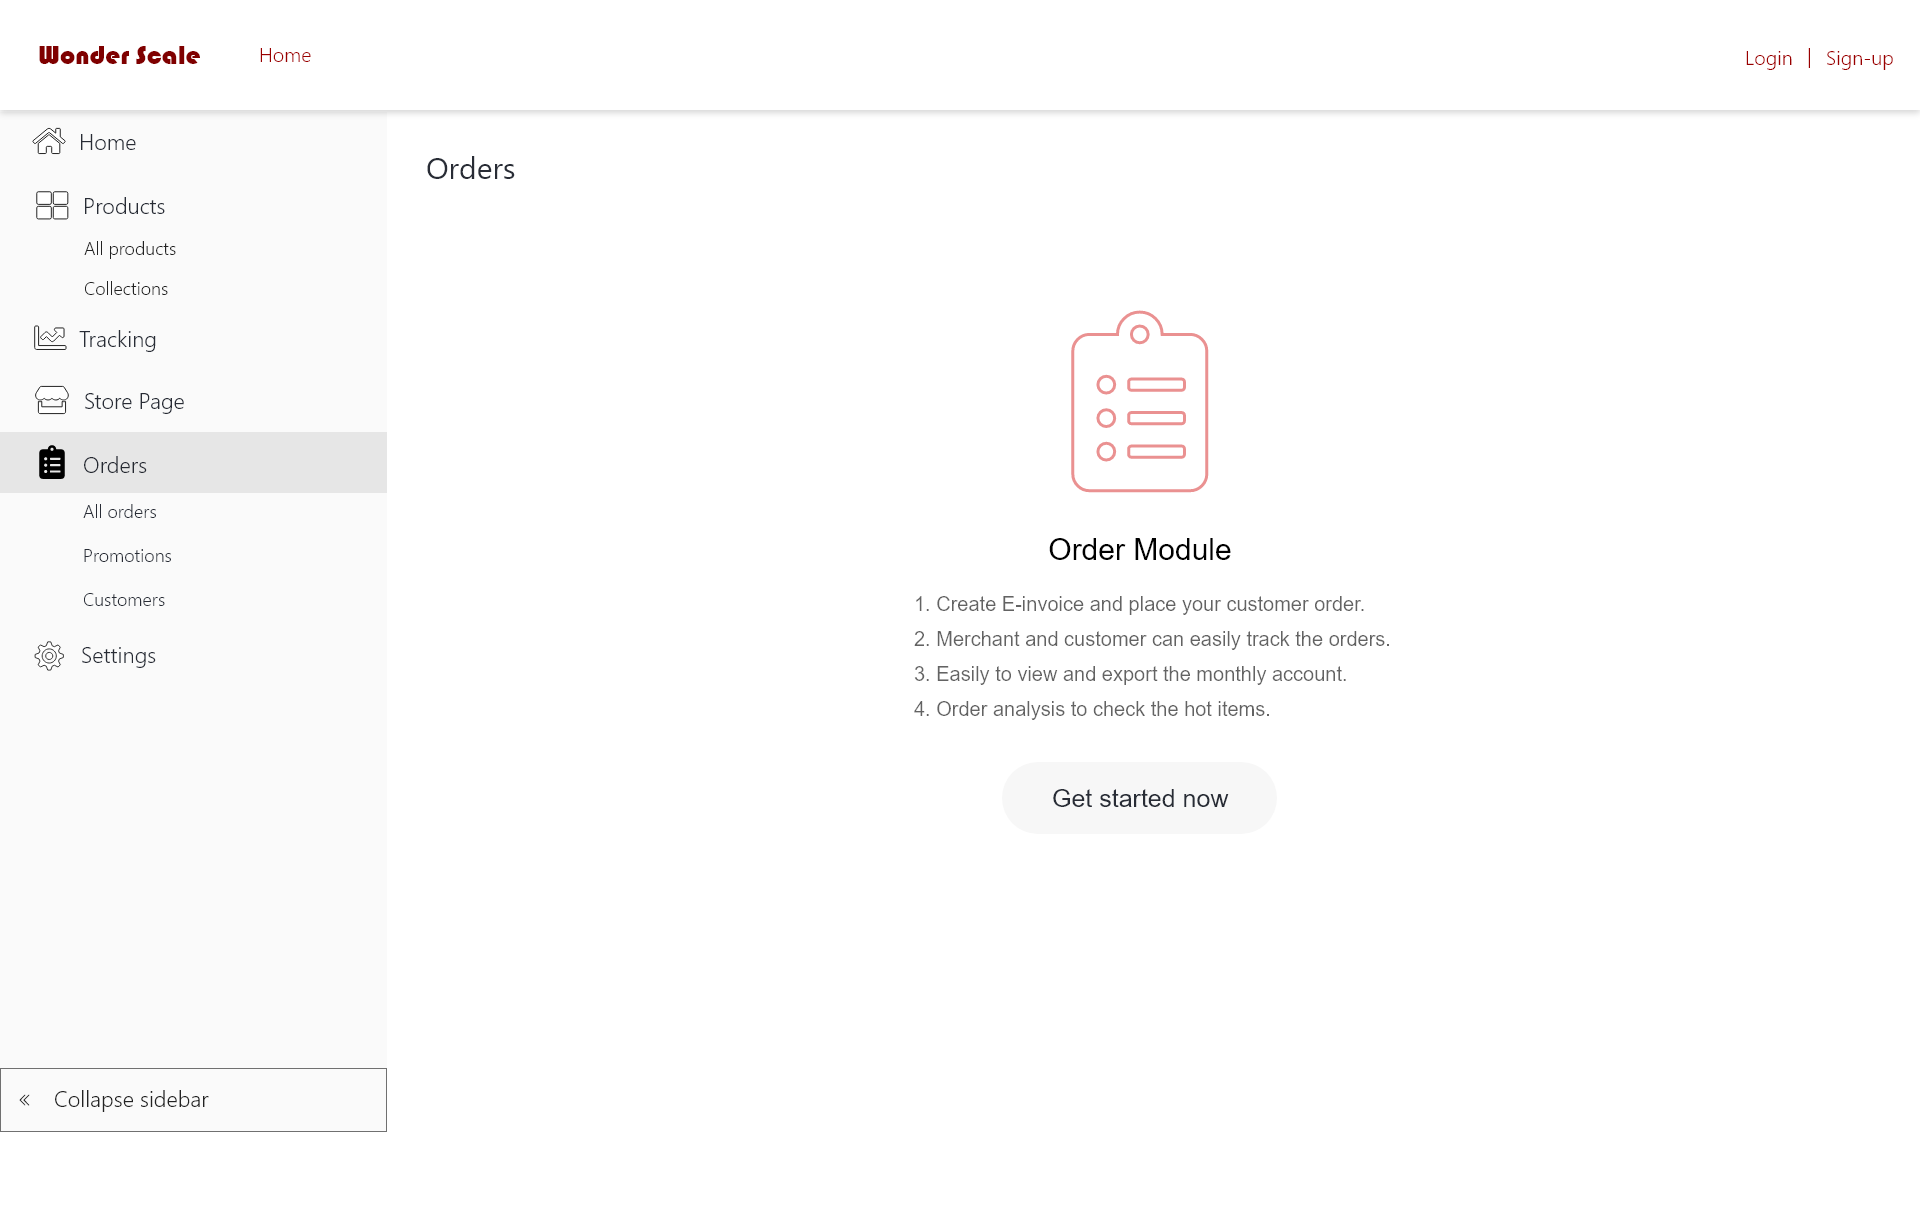 Wonder Scale
Home
Login | Sign-up
Home
Products
All products
Collections
Tracking
Store Page
Orders
All orders
Promotions
Customers
Settings
« Collapse sidebar
Orders
Order Module
1. Create E-invoice and place your customer order.
2. Merchant and customer can easily track the orders.
3. Easily to view and export the monthly account.
4. Order analysis to check the hot items.
Get started now